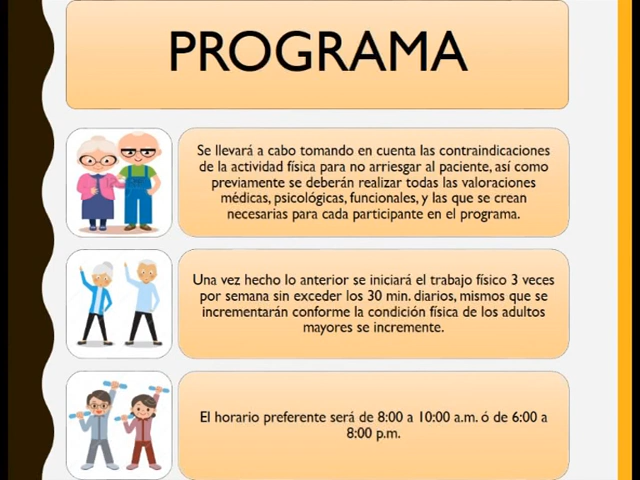 PROGRAMA
Se llevará a cabo tomando en cuenta las contraindicaciones
de la actividad física para no arriesgar al paciente, así como
previamente se deberán realizar todas las valoraciones
médicas, psicológicas, funcionales, y las que se crean
necesarias para cada participante en el programa.
Una vez hecho lo anterior se iniciará el trabajo físico 3 veces
por semana sin exceder los 30 min. diarios, mismos que se
incrementarán conforme la condición física de los adultos
mayores se incremente.
El horario preferente será de 8:00 a 10:00 a.m. ó de 6:00 a
8:00 p.m.